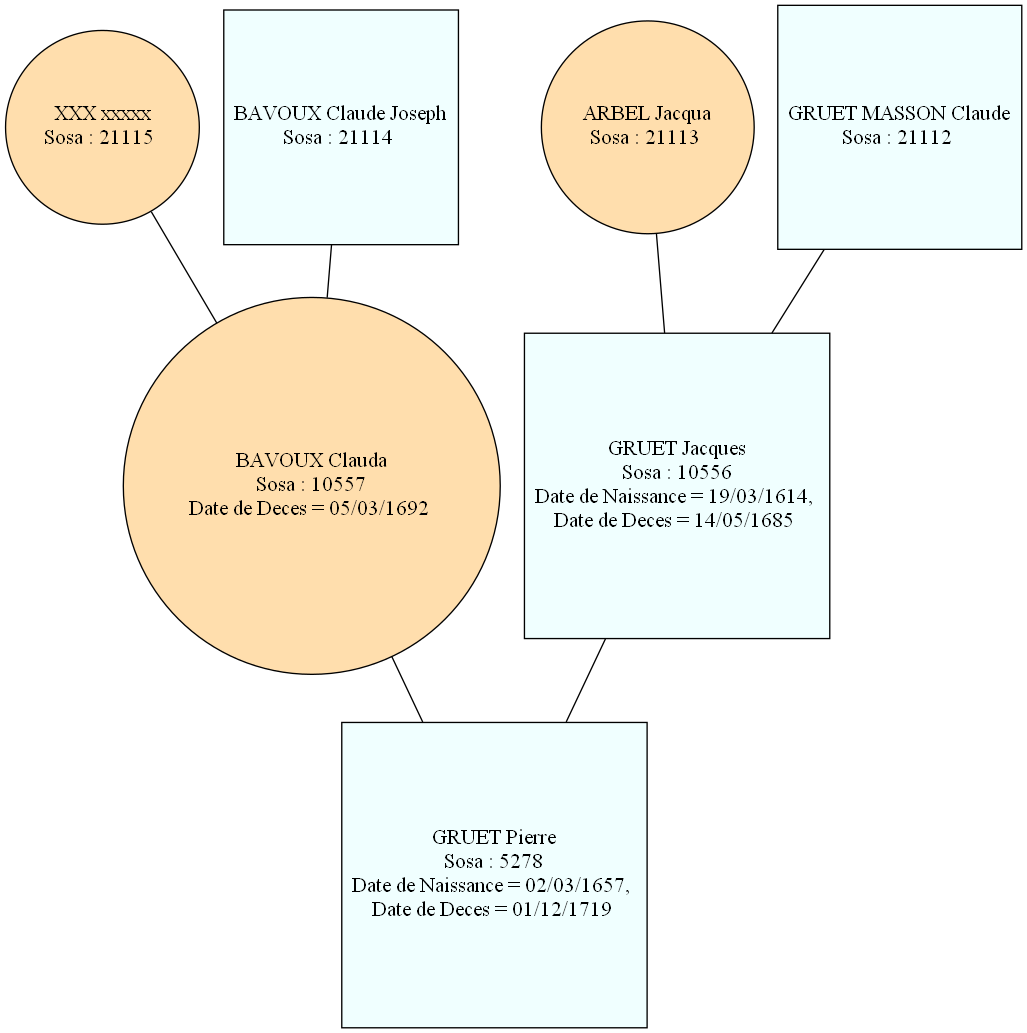 XXX xxxxx
Sosa : 21115
BAVOUX Claude Joseph
Sosa : 21114
ARBEL Jacqua
Sosa : 21113
GRUET MASSON Claude
Sosa : 21112
BAVOUX Clauda
Sosa : 10557
Date de Deces = 05/03/1692
GRUET Jacques
Sosa : 10556
Date de Naissance = 19/03/1614,
Date de Deces = 14/05/1685
GRUET Pierre
Sosa : 5278
Date de Naissance = 02/03/1657,
Date de Deces = 01/12/1719